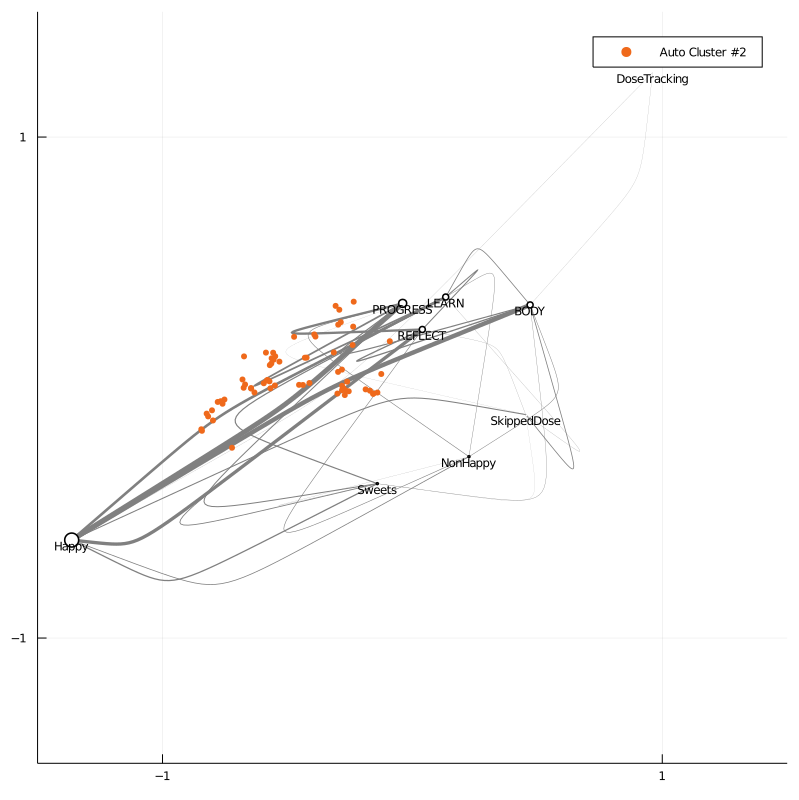 Auto Cluster #2
DoseTracking
1
LEARN
PROGRESS
BODY
REFLECT
SkippedDose
NonHappy
Sweets
Happy
−1
−1
1